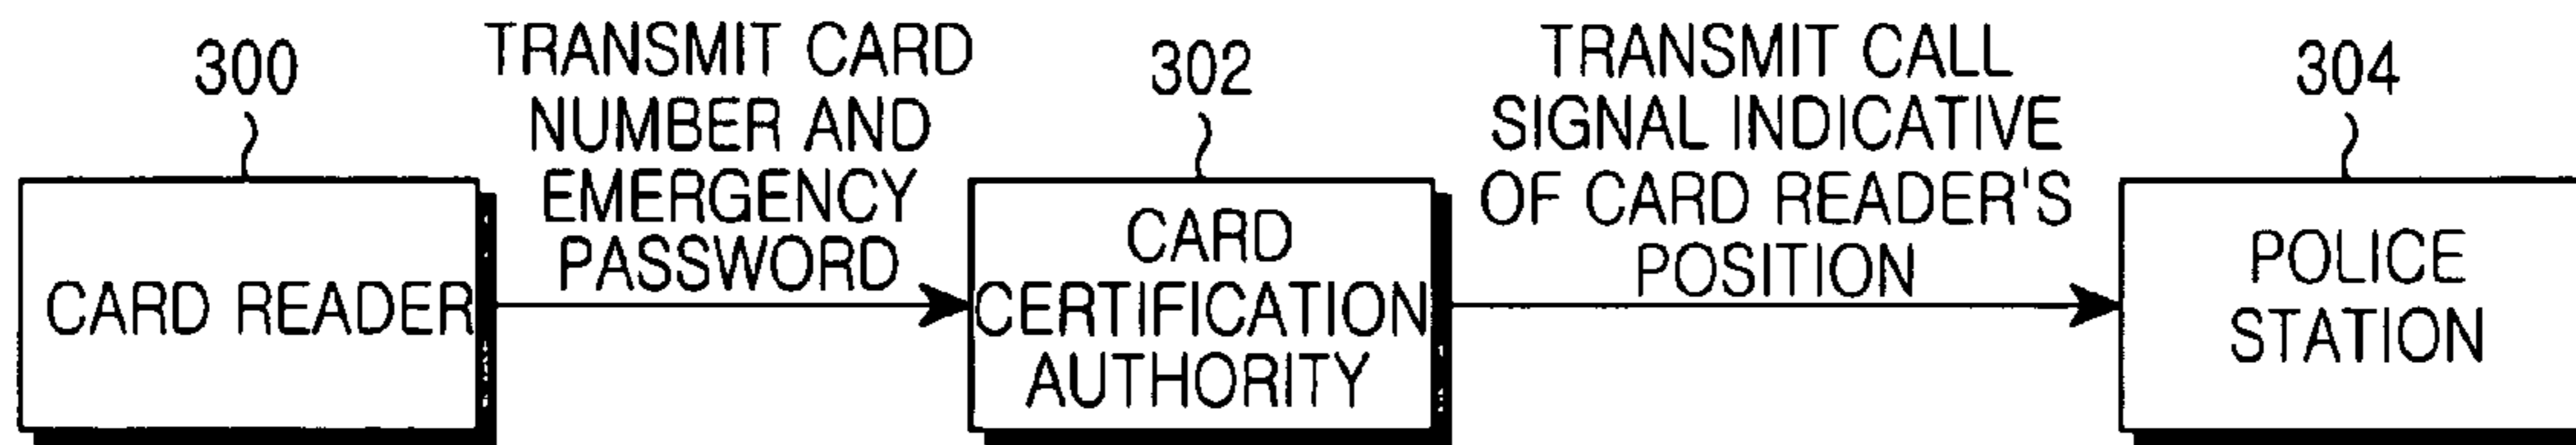 300
CARD READER
TRANSMIT CARD
NUMBER AND
EMERGENCY
PASSWORD
302
CARD
CERTIFICATION
AUTHORITY
TRANSMIT CALL
SIGNAL INDICATIVE
OF CARD READER'S
POSITION
304
POLICE
STATION